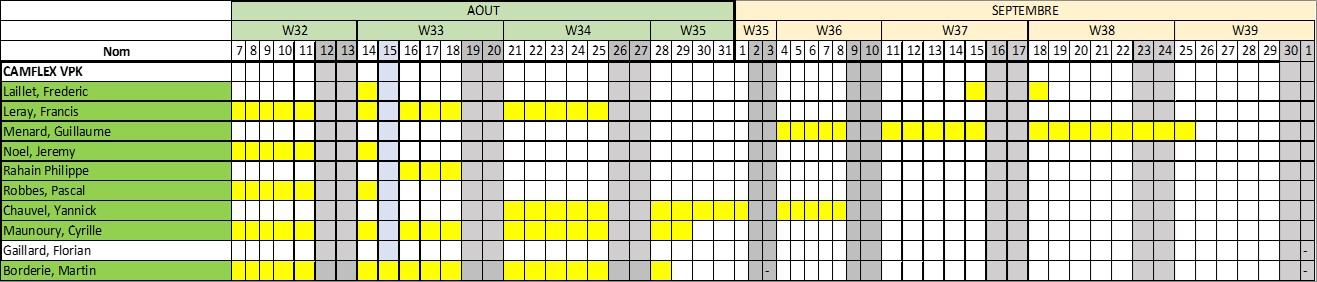 AOUT SEPTEMBRE
W32 W33 W34 W35 W35 W36 W37 W38 W39
Nom 7 8 9 10 11 12 13 14 15 16 17 18 19 20 21 22 23 24 25 26 27 28 29 30 31 1 2 3 4 5 6 7 8 9 10 11 12 13 14 15 16 17 18 19 20 21 22 23 24 25 26 27 28 29 30 1
CAMFLEX VPK
Laillet, Frederic
Leray, Francis
Menard, Guillaume
Noel, Jeremy
Rahain Philippe
Robbes, Pascal
Chauvel, Yannick
Maunoury, Cyrille
Gaillard, Florian -
Borderie, Martin - -